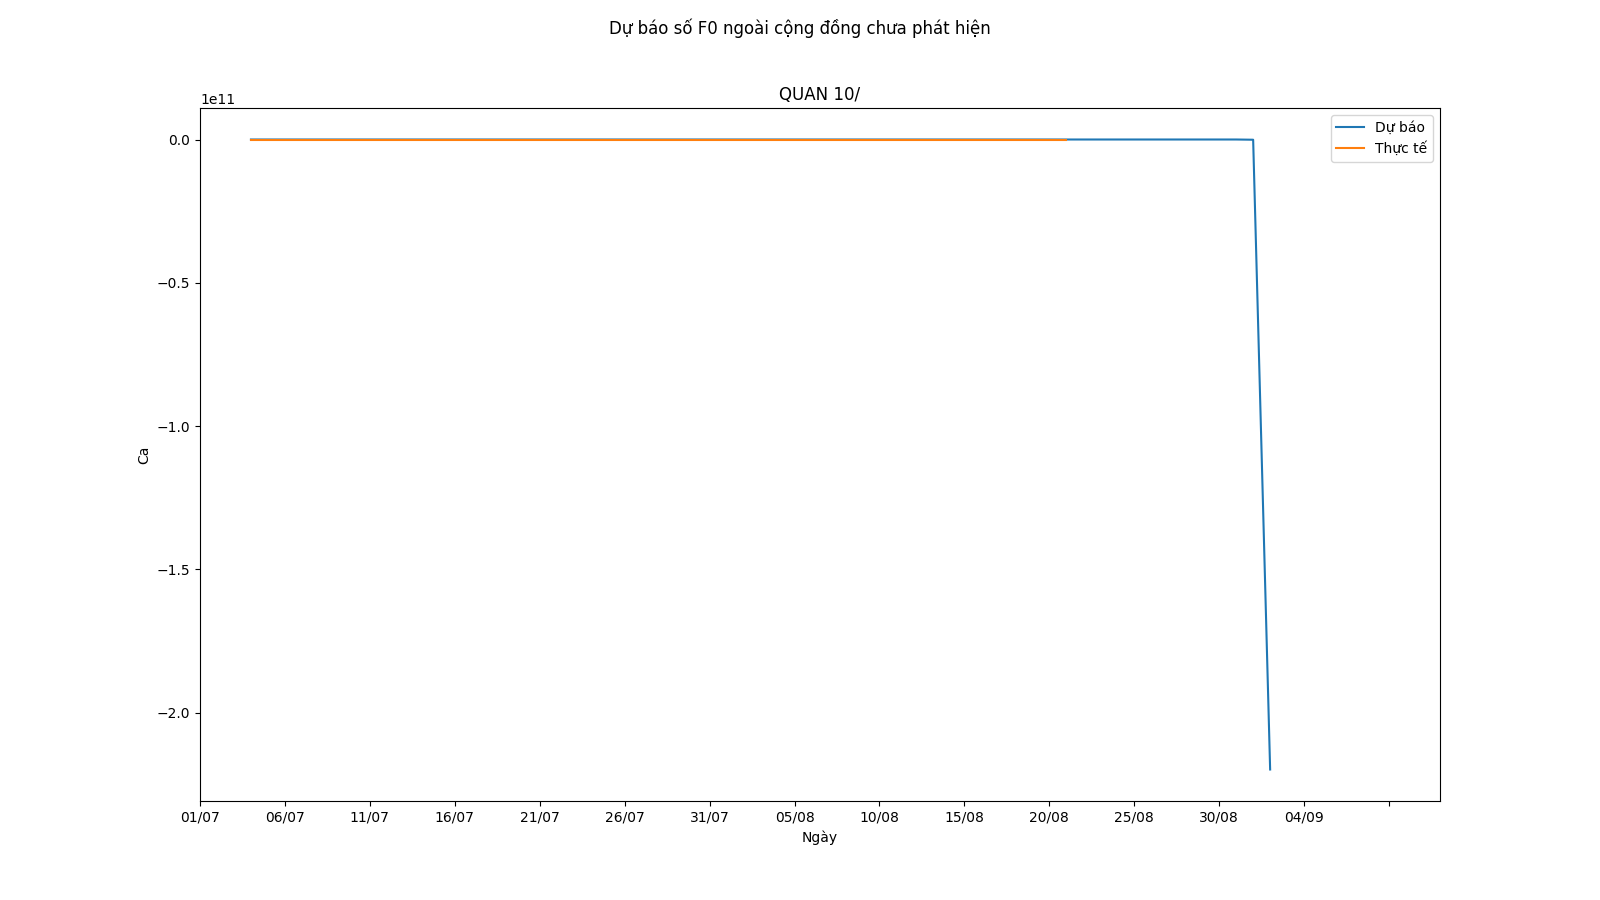 Dự báo số F0 ngoài cộng đồng chưa phát hiện
QUAN 10/
1e11
Dự báo
Thực tế
0.0
−0.5
−1.0
−1.5
−2.0
Ca
01/07 06/07 11/07 16/07 21/07 26/07 31/07 05/08 10/08 15/08 20/08 25/08 30/08 04/09
Ngày